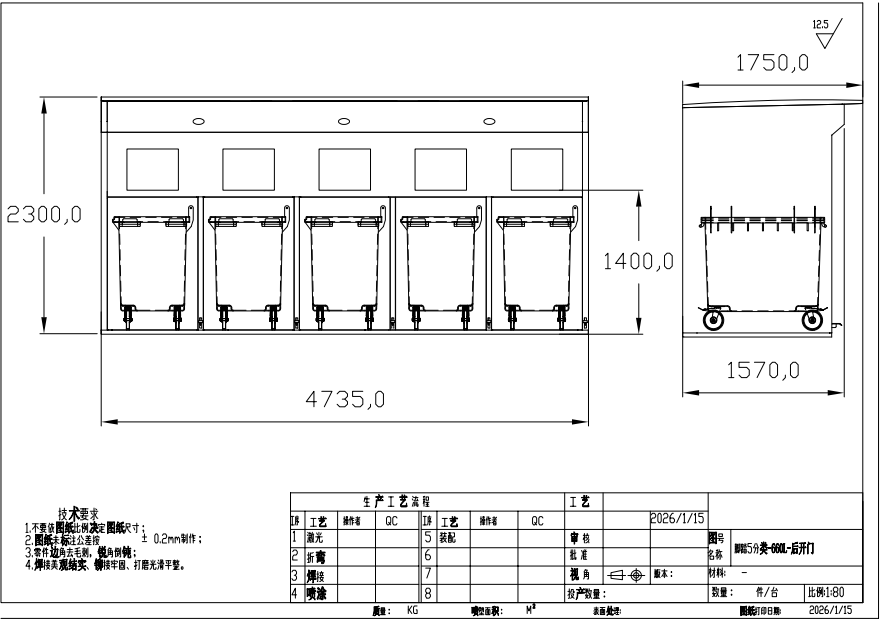 12.5
1750,0
2300,0
1400,0
1570,0
4735,0
技术要求
1.不要依图纸比例决定图纸尺寸；
2.图纸未标注公差按 ± 0.2mm制作；
3.零件边角去毛刺，锐角倒钝；
4.焊接美观结实、铆接牢固、打磨光滑平整。
生产工艺流程 工艺
工序 工艺 操作者 QC 工序 工艺 操作者 QC 2026/1/15
1 激光 5 装配 审核 图号
2 折弯 6 批准 名称 5分类-660L-后开门
3 焊接 7 视角 版本： 材料： -
4 喷涂 8 投产数量： 数量： 件/台 比例1:80
质量： KG 喷塑面积： M² 表面处理： 图纸打印日期： 2026/1/15